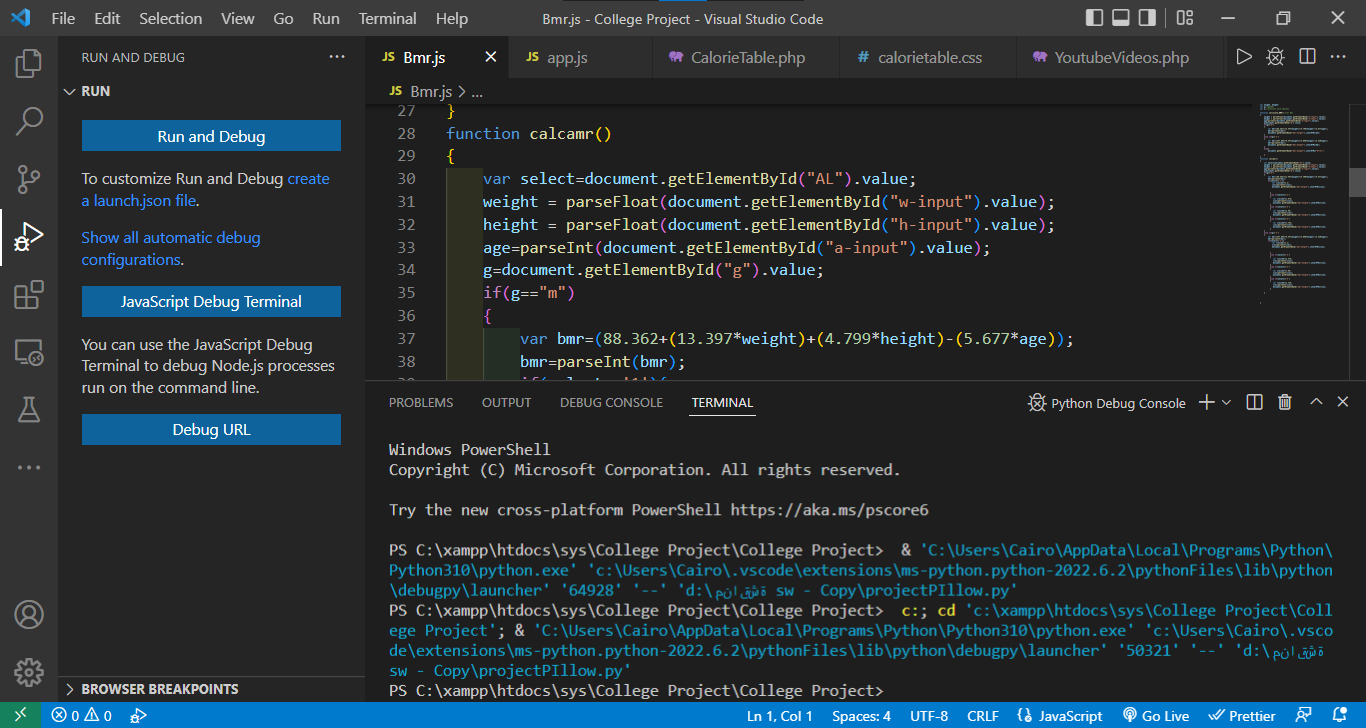 File Edit Selection View Go Run Terminal Help
Bmr.js - College Project - Visual Studio Code
RUN AND DEBUG
RUN
Run and Debug
To customize Run and Debug create
a launch.json file.
Show all automatic debug
configurations.
JavaScript Debug Terminal
You can use the JavaScript Debug
Terminal to debug Node.js processes
run on the command line.
Debug URL
BROWSER BREAKPOINTS
JS Bmr.js
JS app.js
CalorieTable.php
# calorietable.css
YoutubeVideos.php
JS Bmr.js > ...
27 }
28 function calcamr()
29 {
30 var select=document.getElementById("AL").value;
31 weight = parseFloat(document.getElementById("w-input").value);
32 height = parseFloat(document.getElementById("h-input").value);
33 age=parseInt(document.getElementById("a-input").value);
34 g=document.getElementById("g").value;
35 if(g=="m")
36 {
37 var bmr=(88.362+(13.397*weight)+(4.799*height)-(5.677*age));
38 bmr=parseInt(bmr);
PROBLEMS OUTPUT DEBUG CONSOLE TERMINAL
Python Debug Console
Windows PowerShell
Copyright (C) Microsoft Corporation. All rights reserved.
Try the new cross-platform PowerShell https://aka.ms/pscore6
PS C:\xampp\htdocs\sys\College Project\College Project>  & 'C:\Users\Cairo\AppData\Local\Programs\Python\
Python310\python.exe' 'c:\Users\Cairo\.vscode\extensions\ms-python.python-2022.6.2\pythonFiles\lib\python
\debugpy\launcher' '64928' '--' 'd:\ sw - Copy\projectPIllow.py'
PS C:\xampp\htdocs\sys\College Project\College Project>  c:; cd 'c:\xampp\htdocs\sys\College Project\Coll
ege Project'; & 'C:\Users\Cairo\AppData\Local\Programs\Python\Python310\python.exe' 'c:\Users\Cairo\.vsco
de\extensions\ms-python.python-2022.6.2\pythonFiles\lib\python\debugpy\launcher' '50321' '--' 'd:\
sw - Copy\projectPIllow.py'
PS C:\xampp\htdocs\sys\College Project\College Project>
0 0
Ln 1, Col 1 Spaces: 4 UTF-8 CRLF JavaScript Go Live Prettier